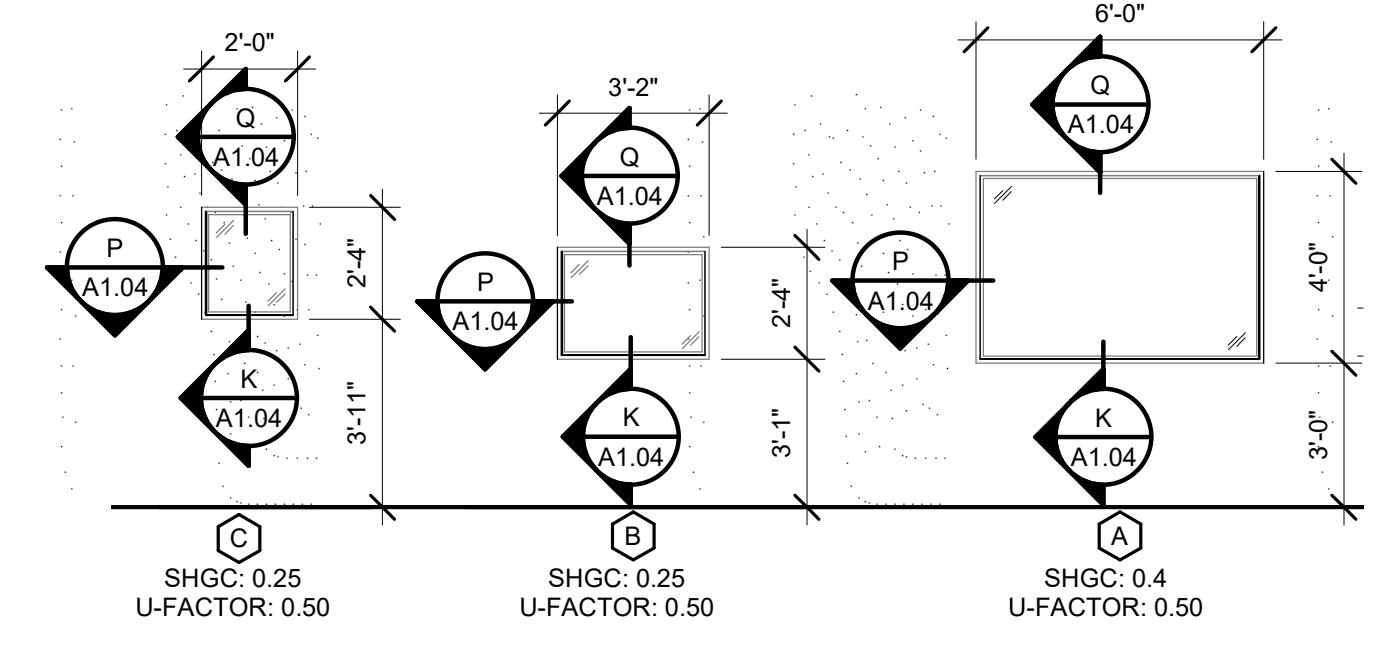 2'-0"
Q
A1.04
P
A1.04
2'-4"
K
A1.04
3'-11"
C
SHGC: 0.25
U-FACTOR: 0.50
3'-2"
Q
A1.04
P
A1.04
2'-4"
K
A1.04
3'-1"
B
SHGC: 0.25
U-FACTOR: 0.50
6'-0"
Q
A1.04
P
A1.04
4'-0"
K
A1.04
3'-0"
A
SHGC: 0.4
U-FACTOR: 0.50